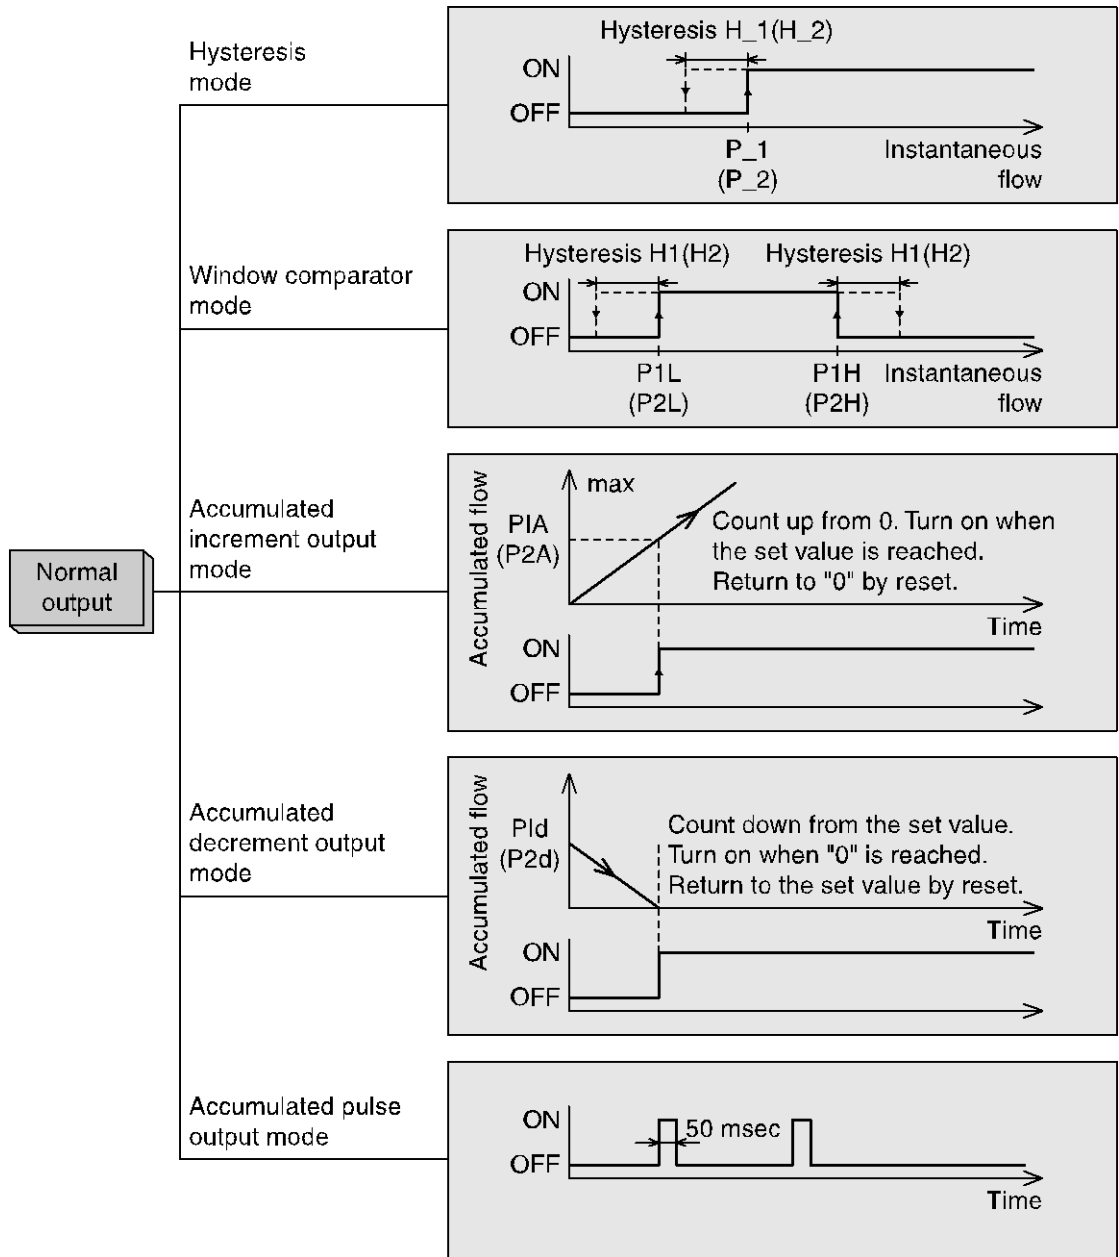 Normal
output
Hysteresis
mode
Hysteresis H_1(H_2)
ON
OFF
P_1
(P_2)
Instantaneous
flow
Window comparator
mode
Hysteresis H1(H2) Hysteresis H1(H2)
ON
OFF
P1L
(P2L)
P1H
(P2H)
Instantaneous
flow
Accumulated
increment output
mode
Accumulated flow
max
PIA
(P2A)
Count up from 0. Turn on when
the set value is reached.
Return to "0" by reset.
Time
ON
OFF
Accumulated
decrement output
mode
Accumulated flow
PId
(P2d)
Count down from the set value.
Turn on when "0" is reached.
Return to the set value by reset.
Time
ON
OFF
Accumulated pulse
output mode
ON
OFF
50 msec
Time